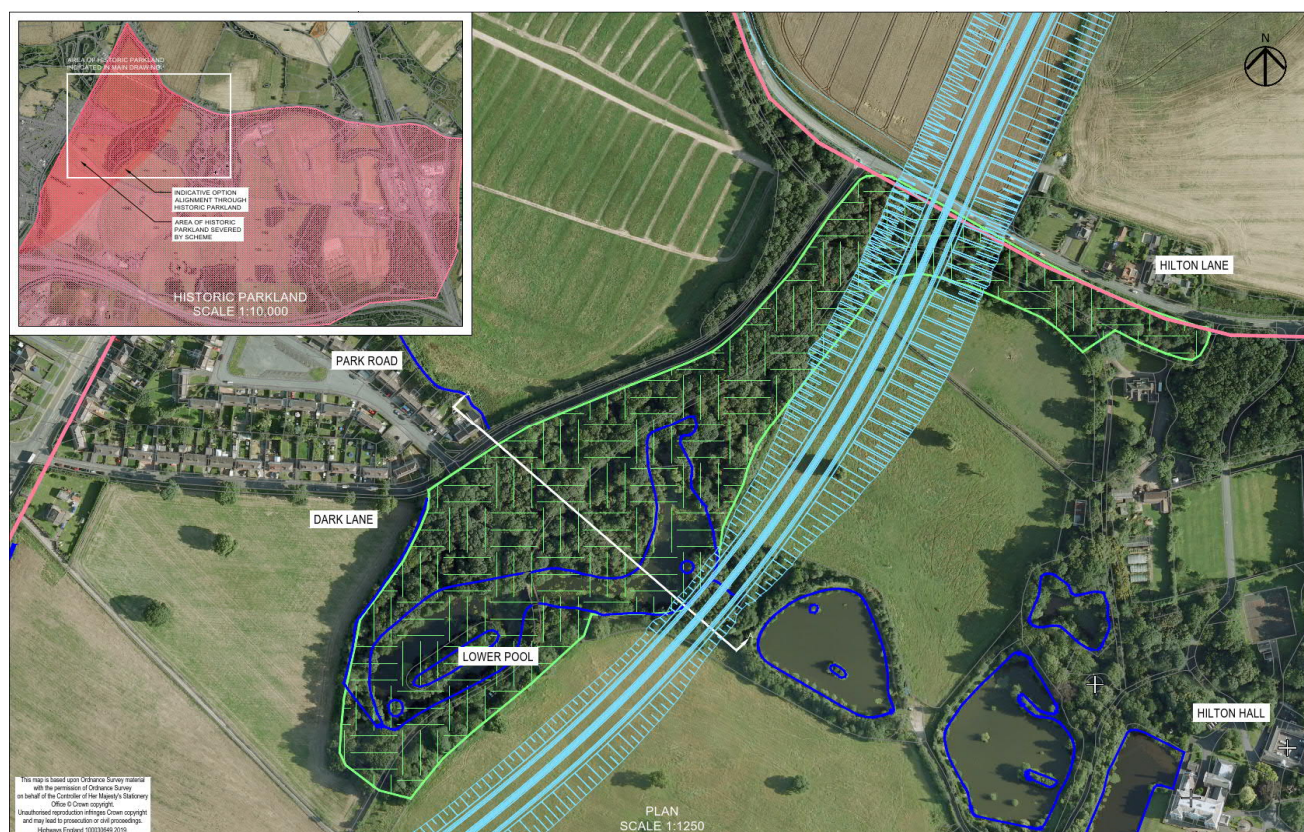 AREA OF HISTORIC PARKLAND
INDICATED IN MAIN DRAWING
INDICATIVE OPTION
ALIGNMENT THROUGH
HISTORIC PARKLAND
AREA OF HISTORIC
PARKLAND SEVERED
BY SCHEME
HISTORIC PARKLAND
SCALE 1:10,000
N
HILTON LANE
PARK ROAD
DARK LANE
LOWER POOL
HILTON HALL
This map is based upon Ordnance Survey material
with the permission of Ordnance Survey
on behalf of the Controller of Her Majesty's Stationery
Office © Crown copyright.
Unauthorised reproduction infringes Crown copyright
and may lead to prosecution or civil proceedings.
Highways England 100030649 2019
PLAN
SCALE 1:1250